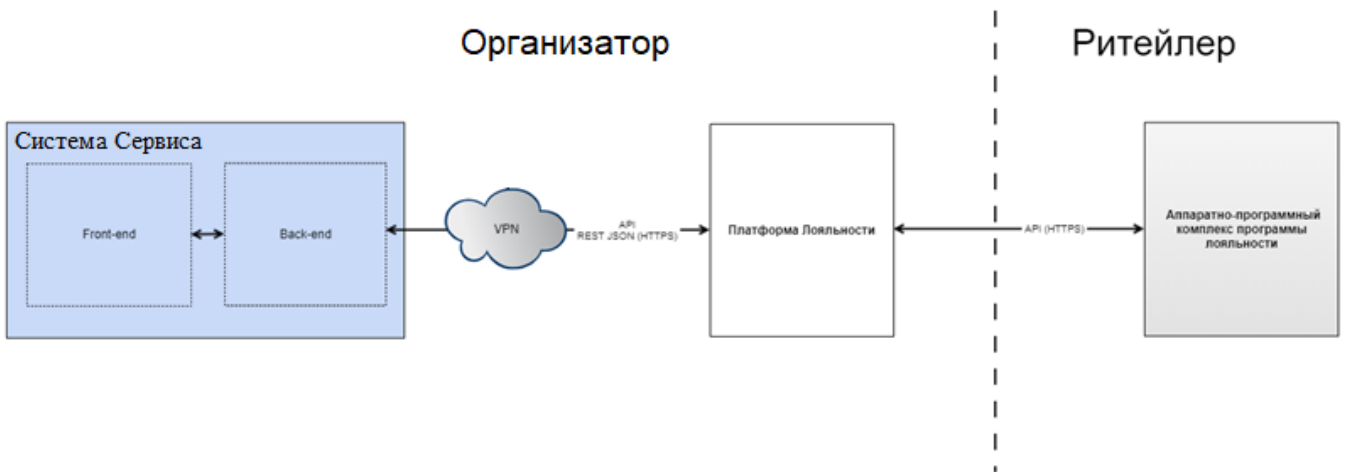 Организатор
Ритейлер
Система Сервиса
Front-end
Back-end
VPN
API
REST JSON (HTTPS)
Платформа Лояльности
API (HTTPS)
Аппаратно-программный
комплекс программы
лояльности